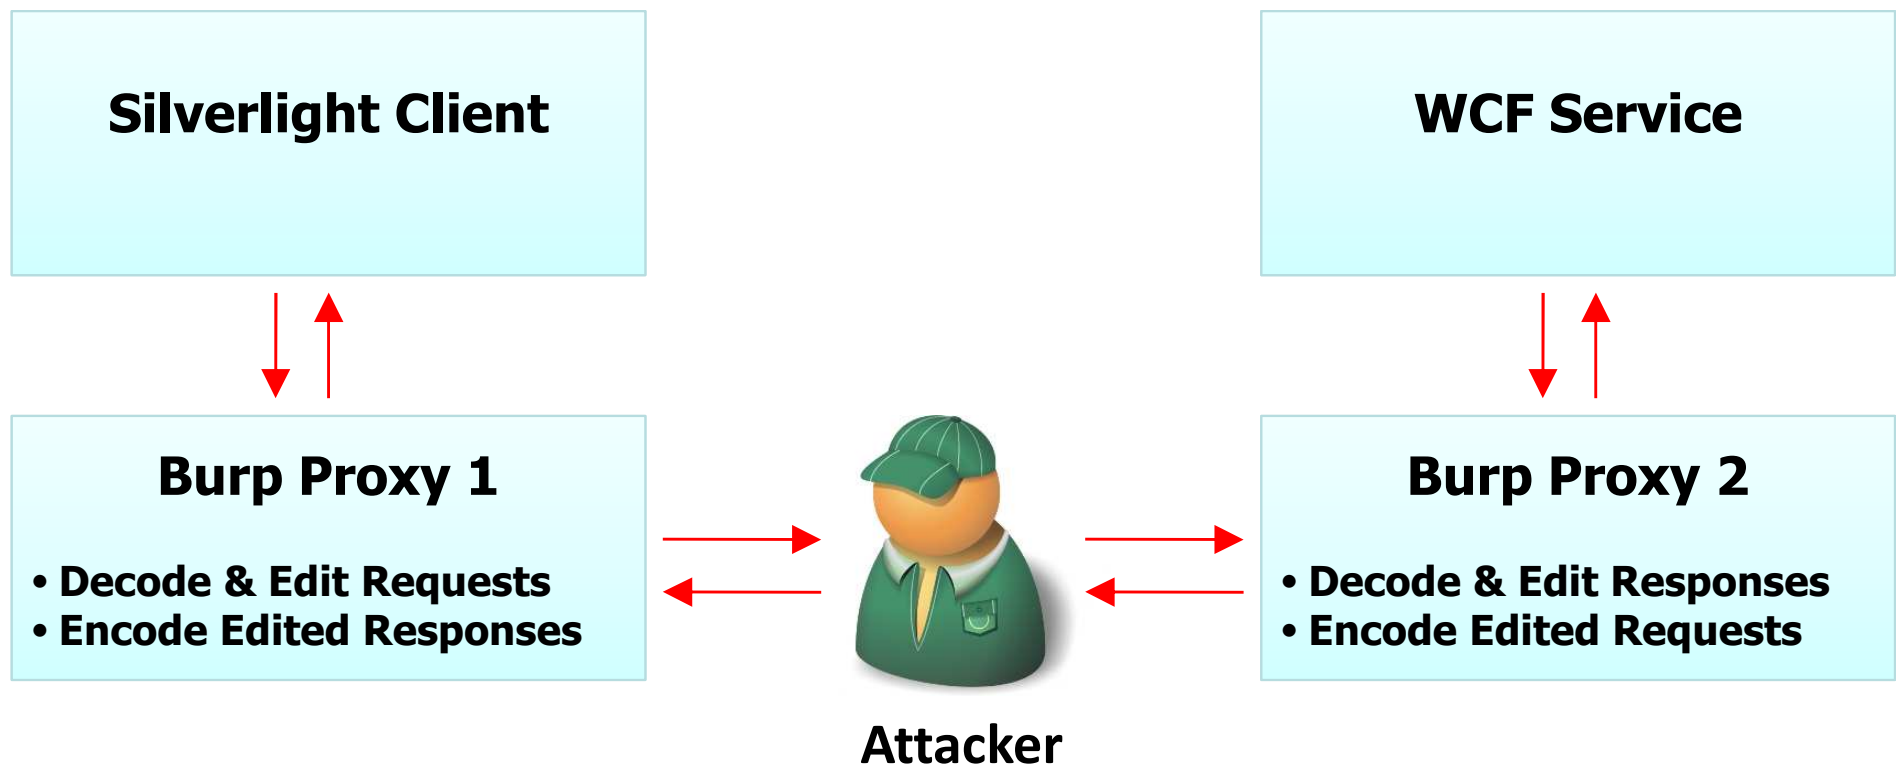 Silverlight Client
WCF Service
Burp Proxy 1
• Decode & Edit Requests
• Encode Edited Responses
Burp Proxy 2
• Decode & Edit Responses
• Encode Edited Requests
Attacker